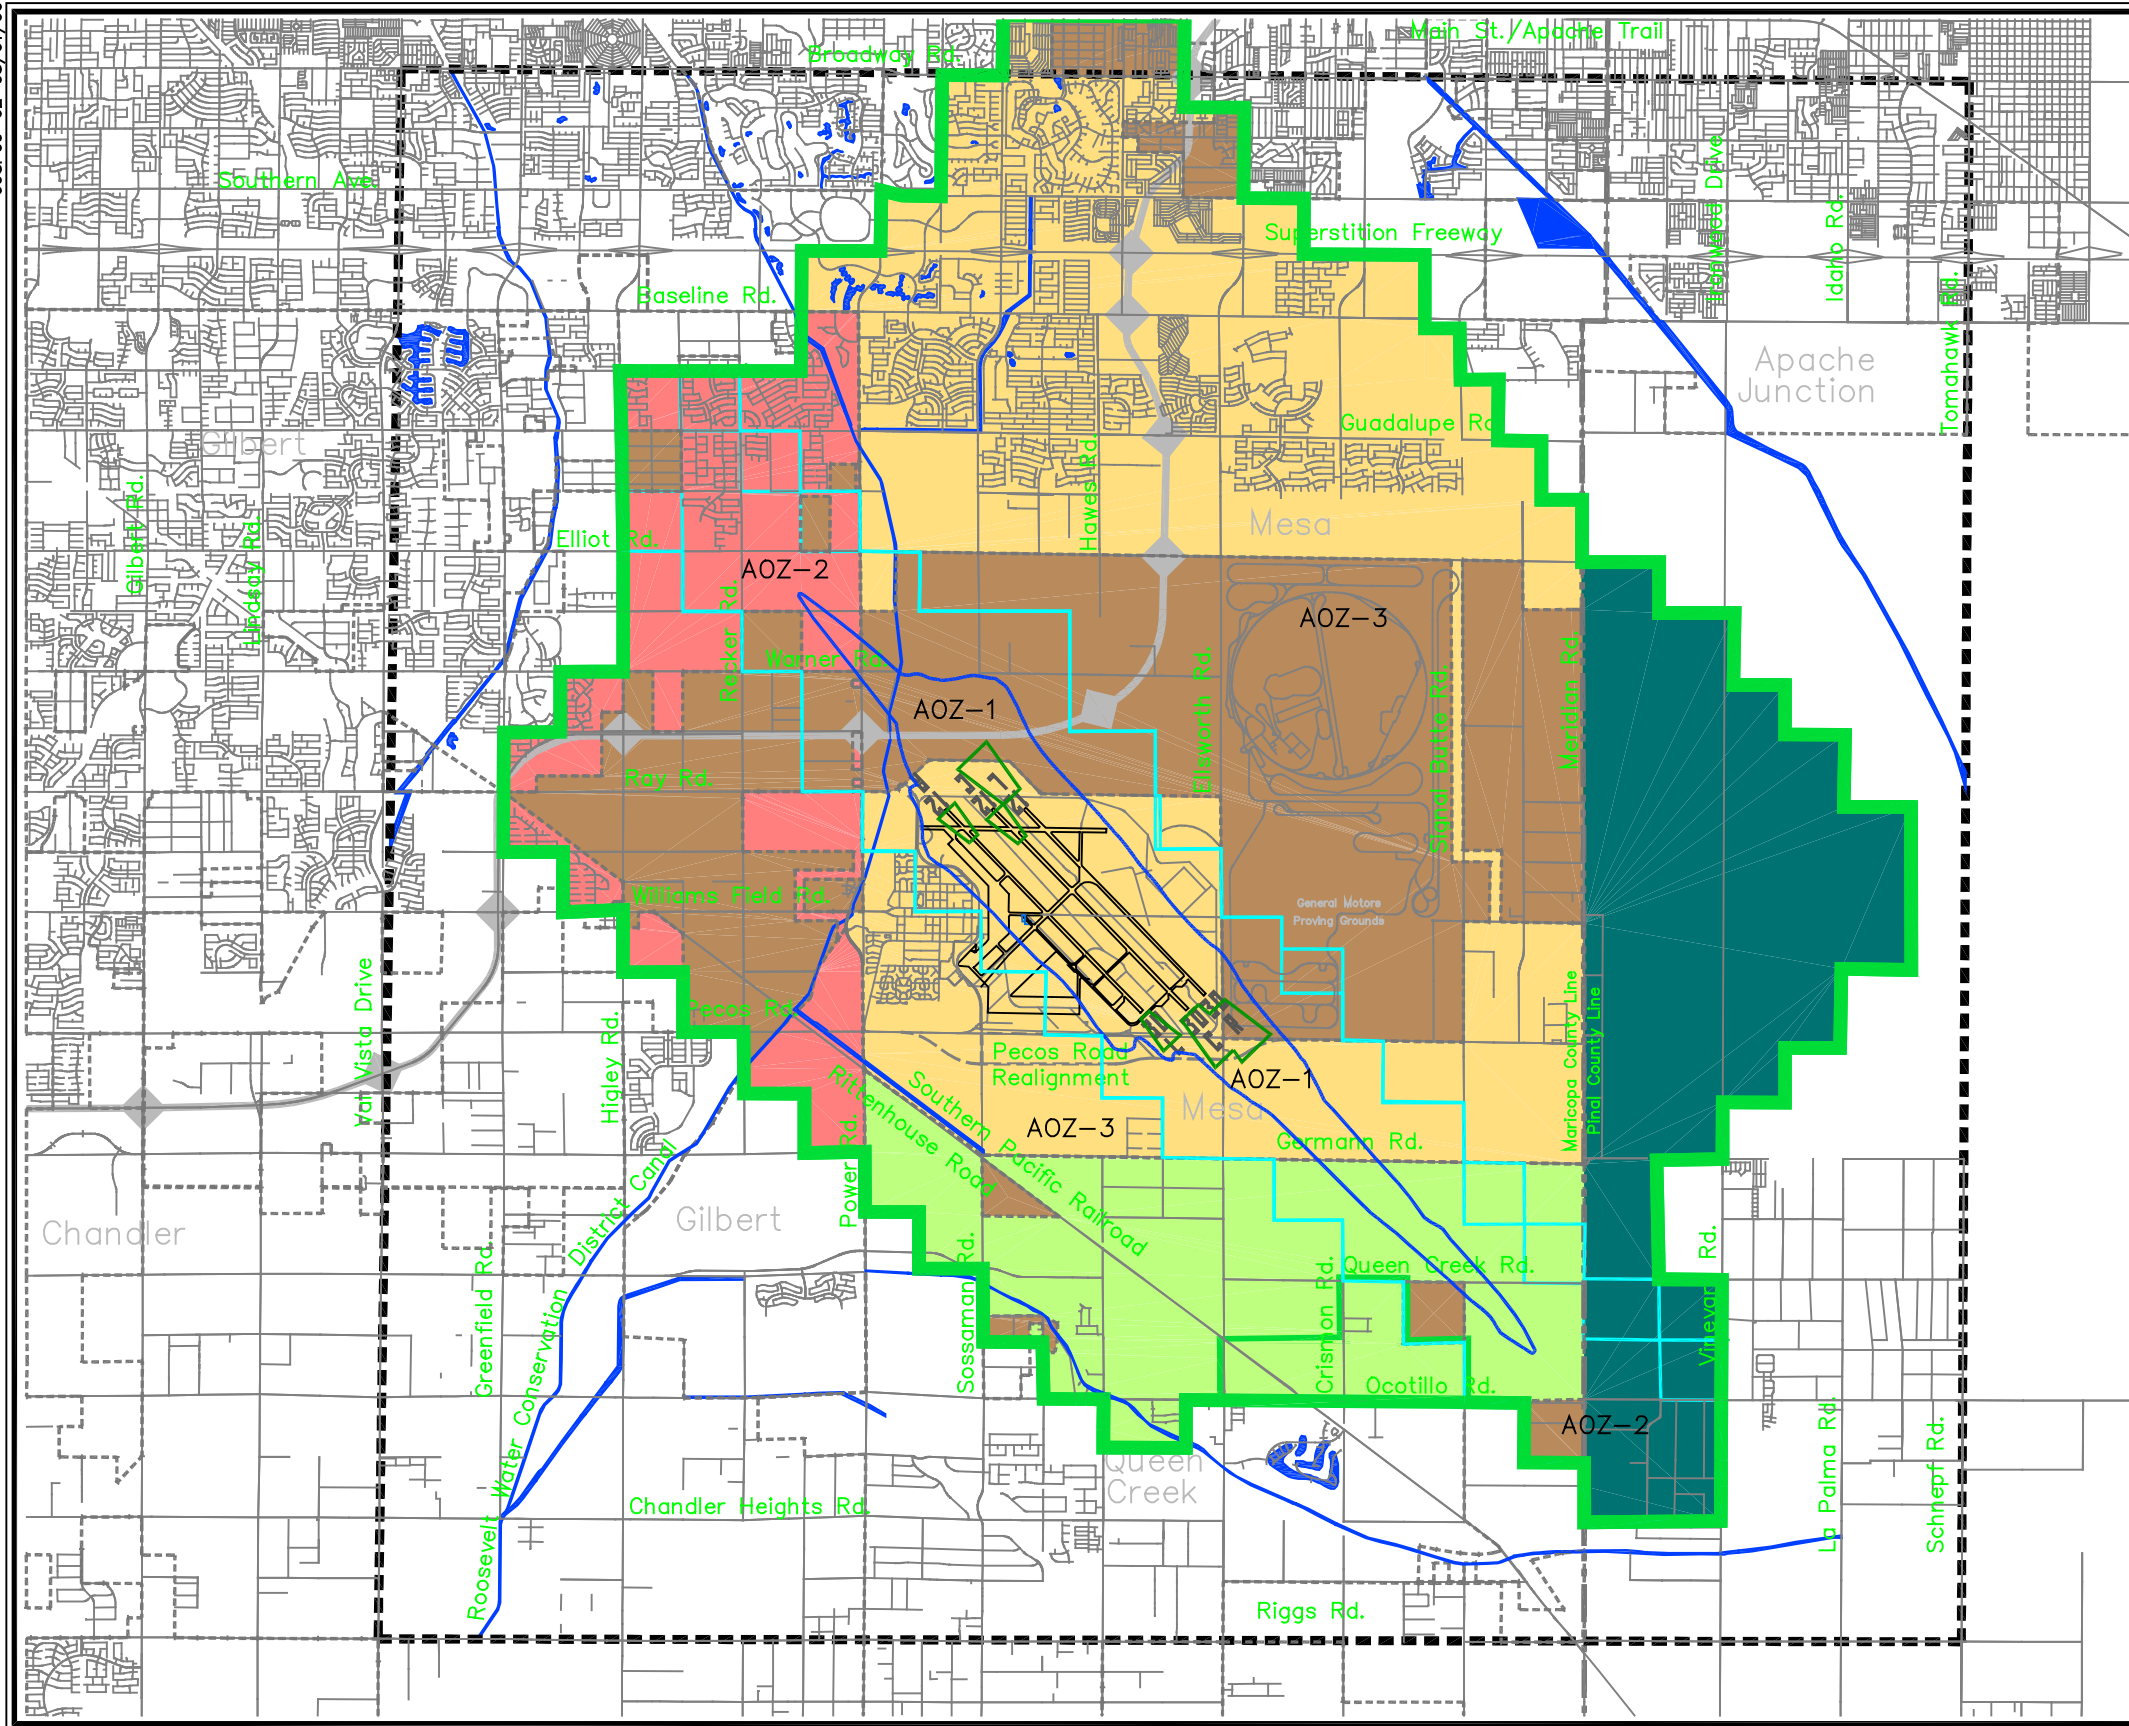 Main St./Apache Trail
Broadway Rd.
Southern Ave.
Superstition Freeway
Baseline Rd.
Ironwood Drive
Idaho Rd.
Tomahawk Rd.
Apache
Junction
Guadalupe Rd.
Gilbert
Gilbert Rd.
Lindsay Rd.
Hawes Rd.
Mesa
Elliot Rd.
AOZ-2
Recker Rd.
AOZ-3
Warner Rd.
Ellsworth Rd.
Signal Butte Rd.
Meridian Rd.
AOZ-1
Ray Rd.
Williams Field Rd.
General Motors
Proving Grounds
Val Vista Drive
Higley Rd.
Pecos Rd.
Pecos Road
Realignment
AOZ-1
Mesa
Maricopa County Line
Pinal County Line
Rittenhouse Road
Southern Pacific Railroad
AOZ-3
Germann Rd.
Power Rd.
Chandler
Gilbert
Greenfield Rd.
Roosevelt Water Conservation District Canal
Sossaman Rd.
Crismon Rd.
Queen Creek Rd.
Vineyard Rd.
Ocotillo Rd.
AOZ-2
Queen
Creek
Chandler Heights Rd.
La Palma Rd.
Schnepf Rd.
Riggs Rd.